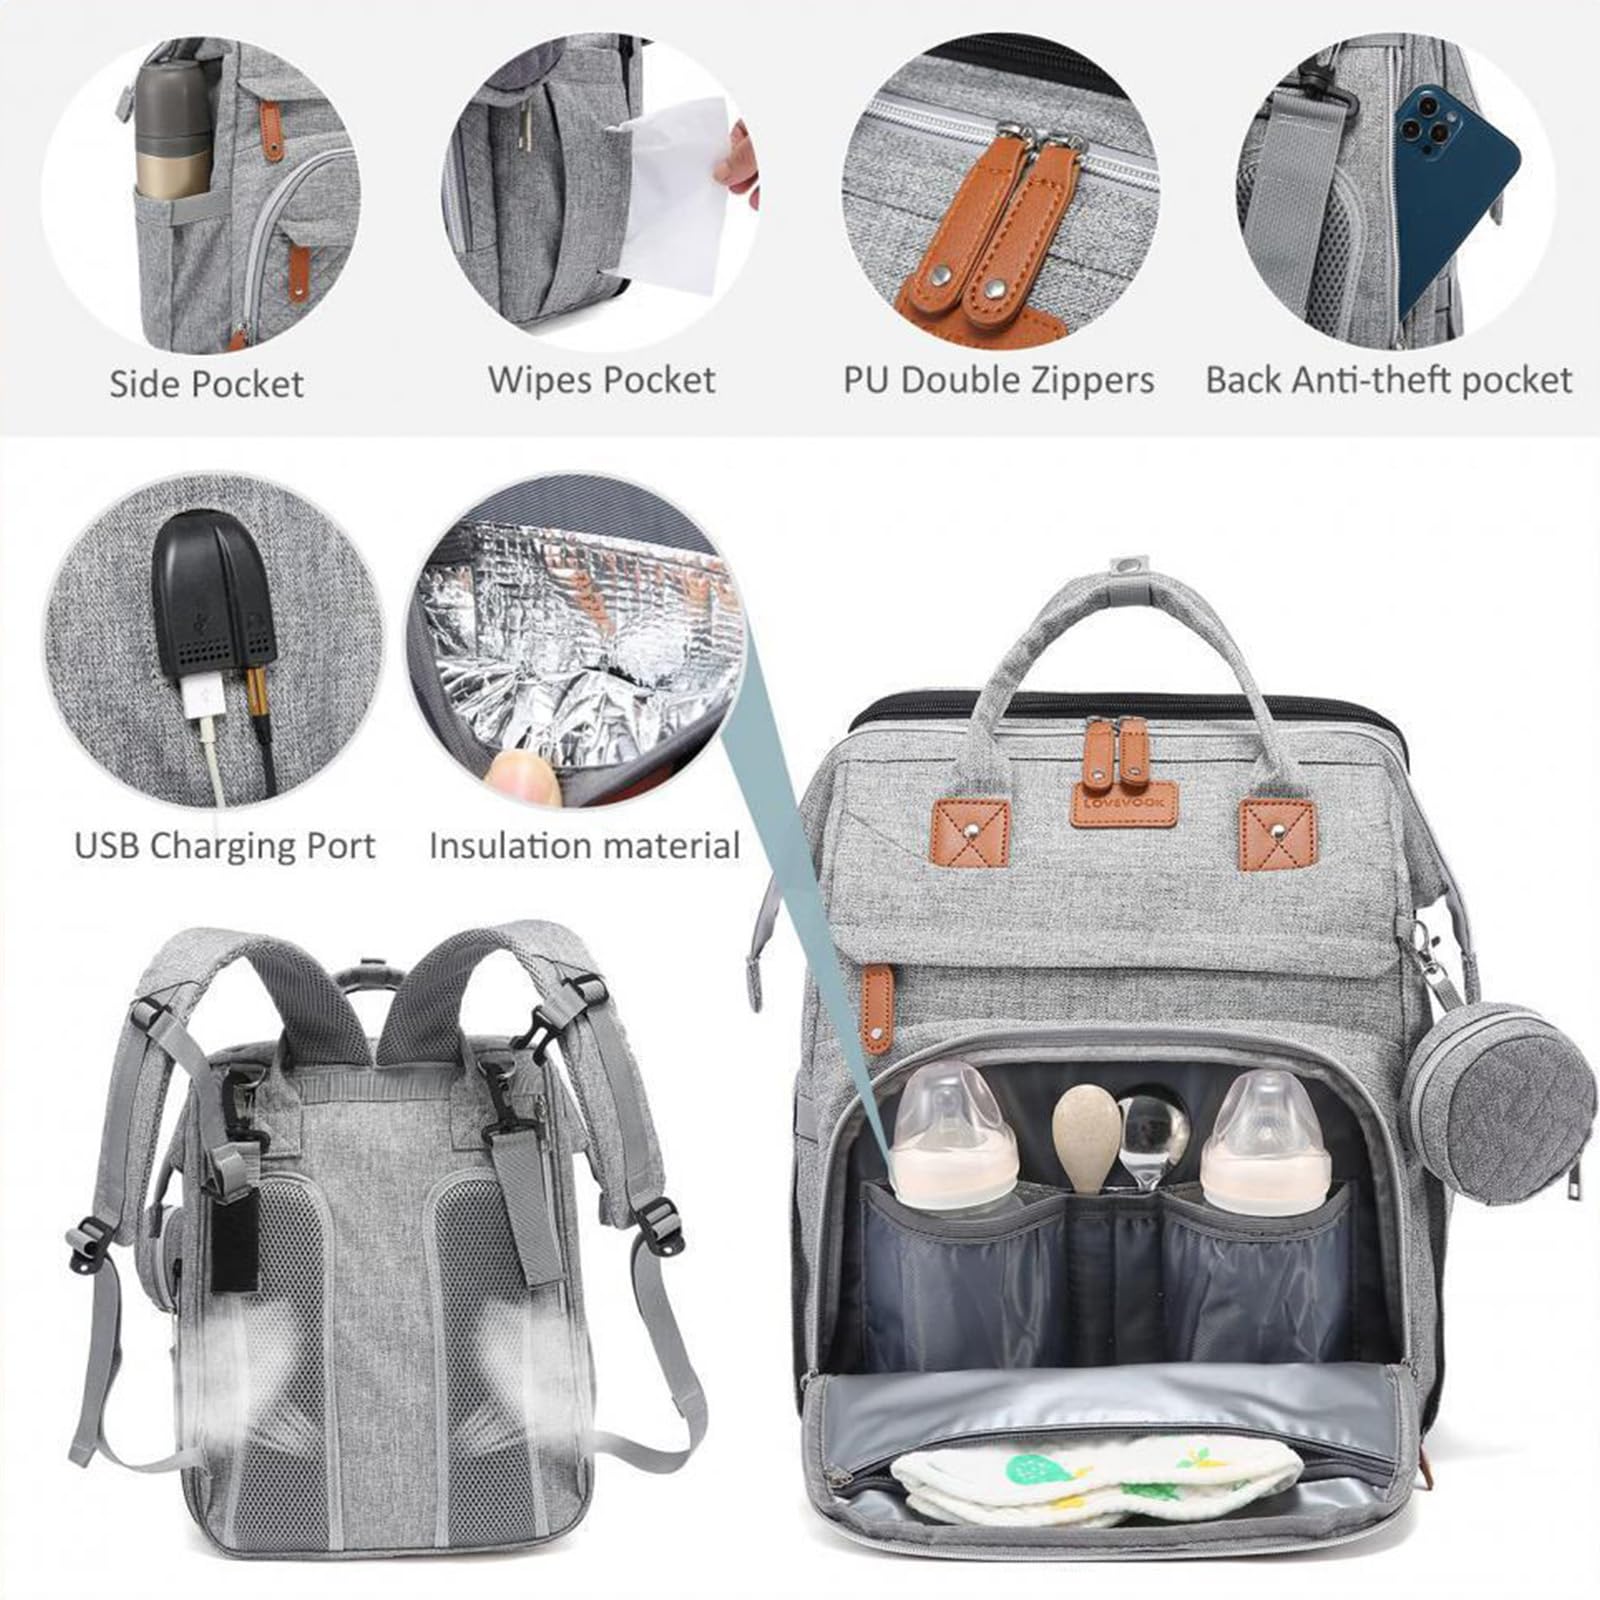 Side Pocket
Wipes Pocket
PU Double Zippers
Back Anti-theft pocket
USB Charging Port
Insulation material
LOVEVOOK